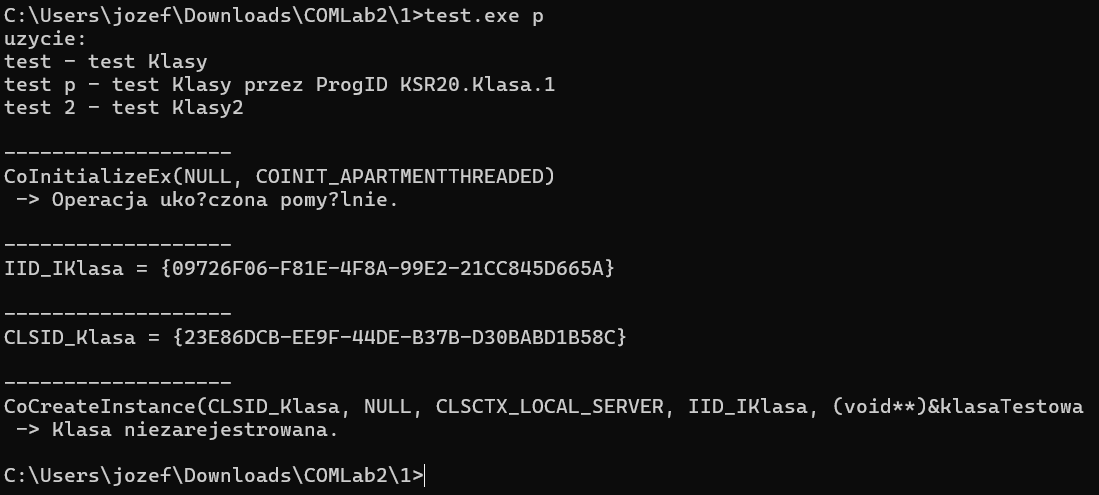 C:\Users\jozef\Downloads\COMLab2\1>test.exe p
uzycie:
test - test Klasy
test p - test Klasy przez ProgID KSR20.Klasa.1
test 2 - test Klasy2
-------------------
CoInitializeEx(NULL, COINIT_APARTMENTTHREADED)
-> Operacja uko?czona pomy?lnie.
-------------------
IID_IKlasa = {09726F06-F81E-4F8A-99E2-21CC845D665A}
-------------------
CLSID_Klasa = {23E86DCB-EE9F-44DE-B37B-D30BABD1B58C}
-------------------
CoCreateInstance(CLSID_Klasa, NULL, CLSCTX_LOCAL_SERVER, IID_IKlasa, (void**)&klasaTestowa
-> Klasa niezarejestrowana.
C:\Users\jozef\Downloads\COMLab2\1>